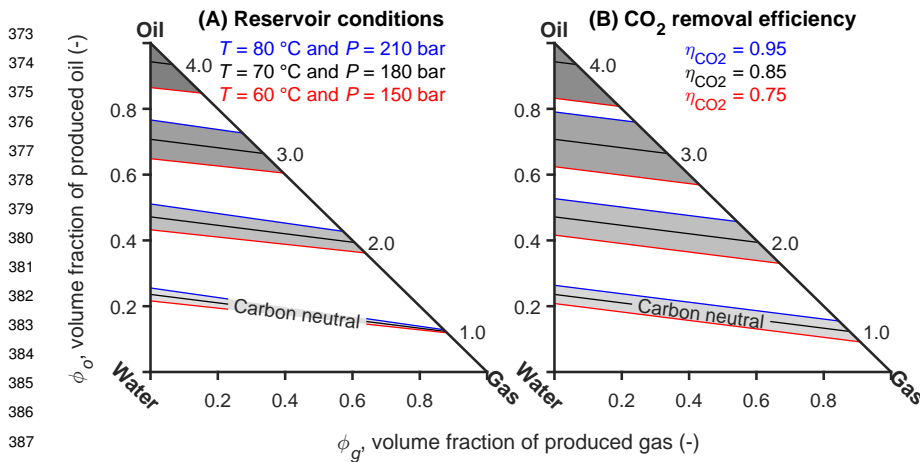 373
374
375
376
377
378
379
380
381
382
383
384
385
386
387
(A) Reservoir conditions
Oil
T = 80 °C and P = 210 bar
T = 70 °C and P = 180 bar
T = 60 °C and P = 150 bar
4.0
3.0
2.0
1.0
Carbon neutral
0.8
0.6
0.4
0.2
ϕo, volume fraction of produced oil (-)
Water
Gas
0.2 0.4 0.6 0.8
(B) CO2 removal efficiency
Oil
ηCO2 = 0.95
ηCO2 = 0.85
ηCO2 = 0.75
4.0
3.0
2.0
1.0
Carbon neutral
0.8
0.6
0.4
0.2
Water
Gas
0.2 0.4 0.6 0.8
ϕg, volume fraction of produced gas (-)